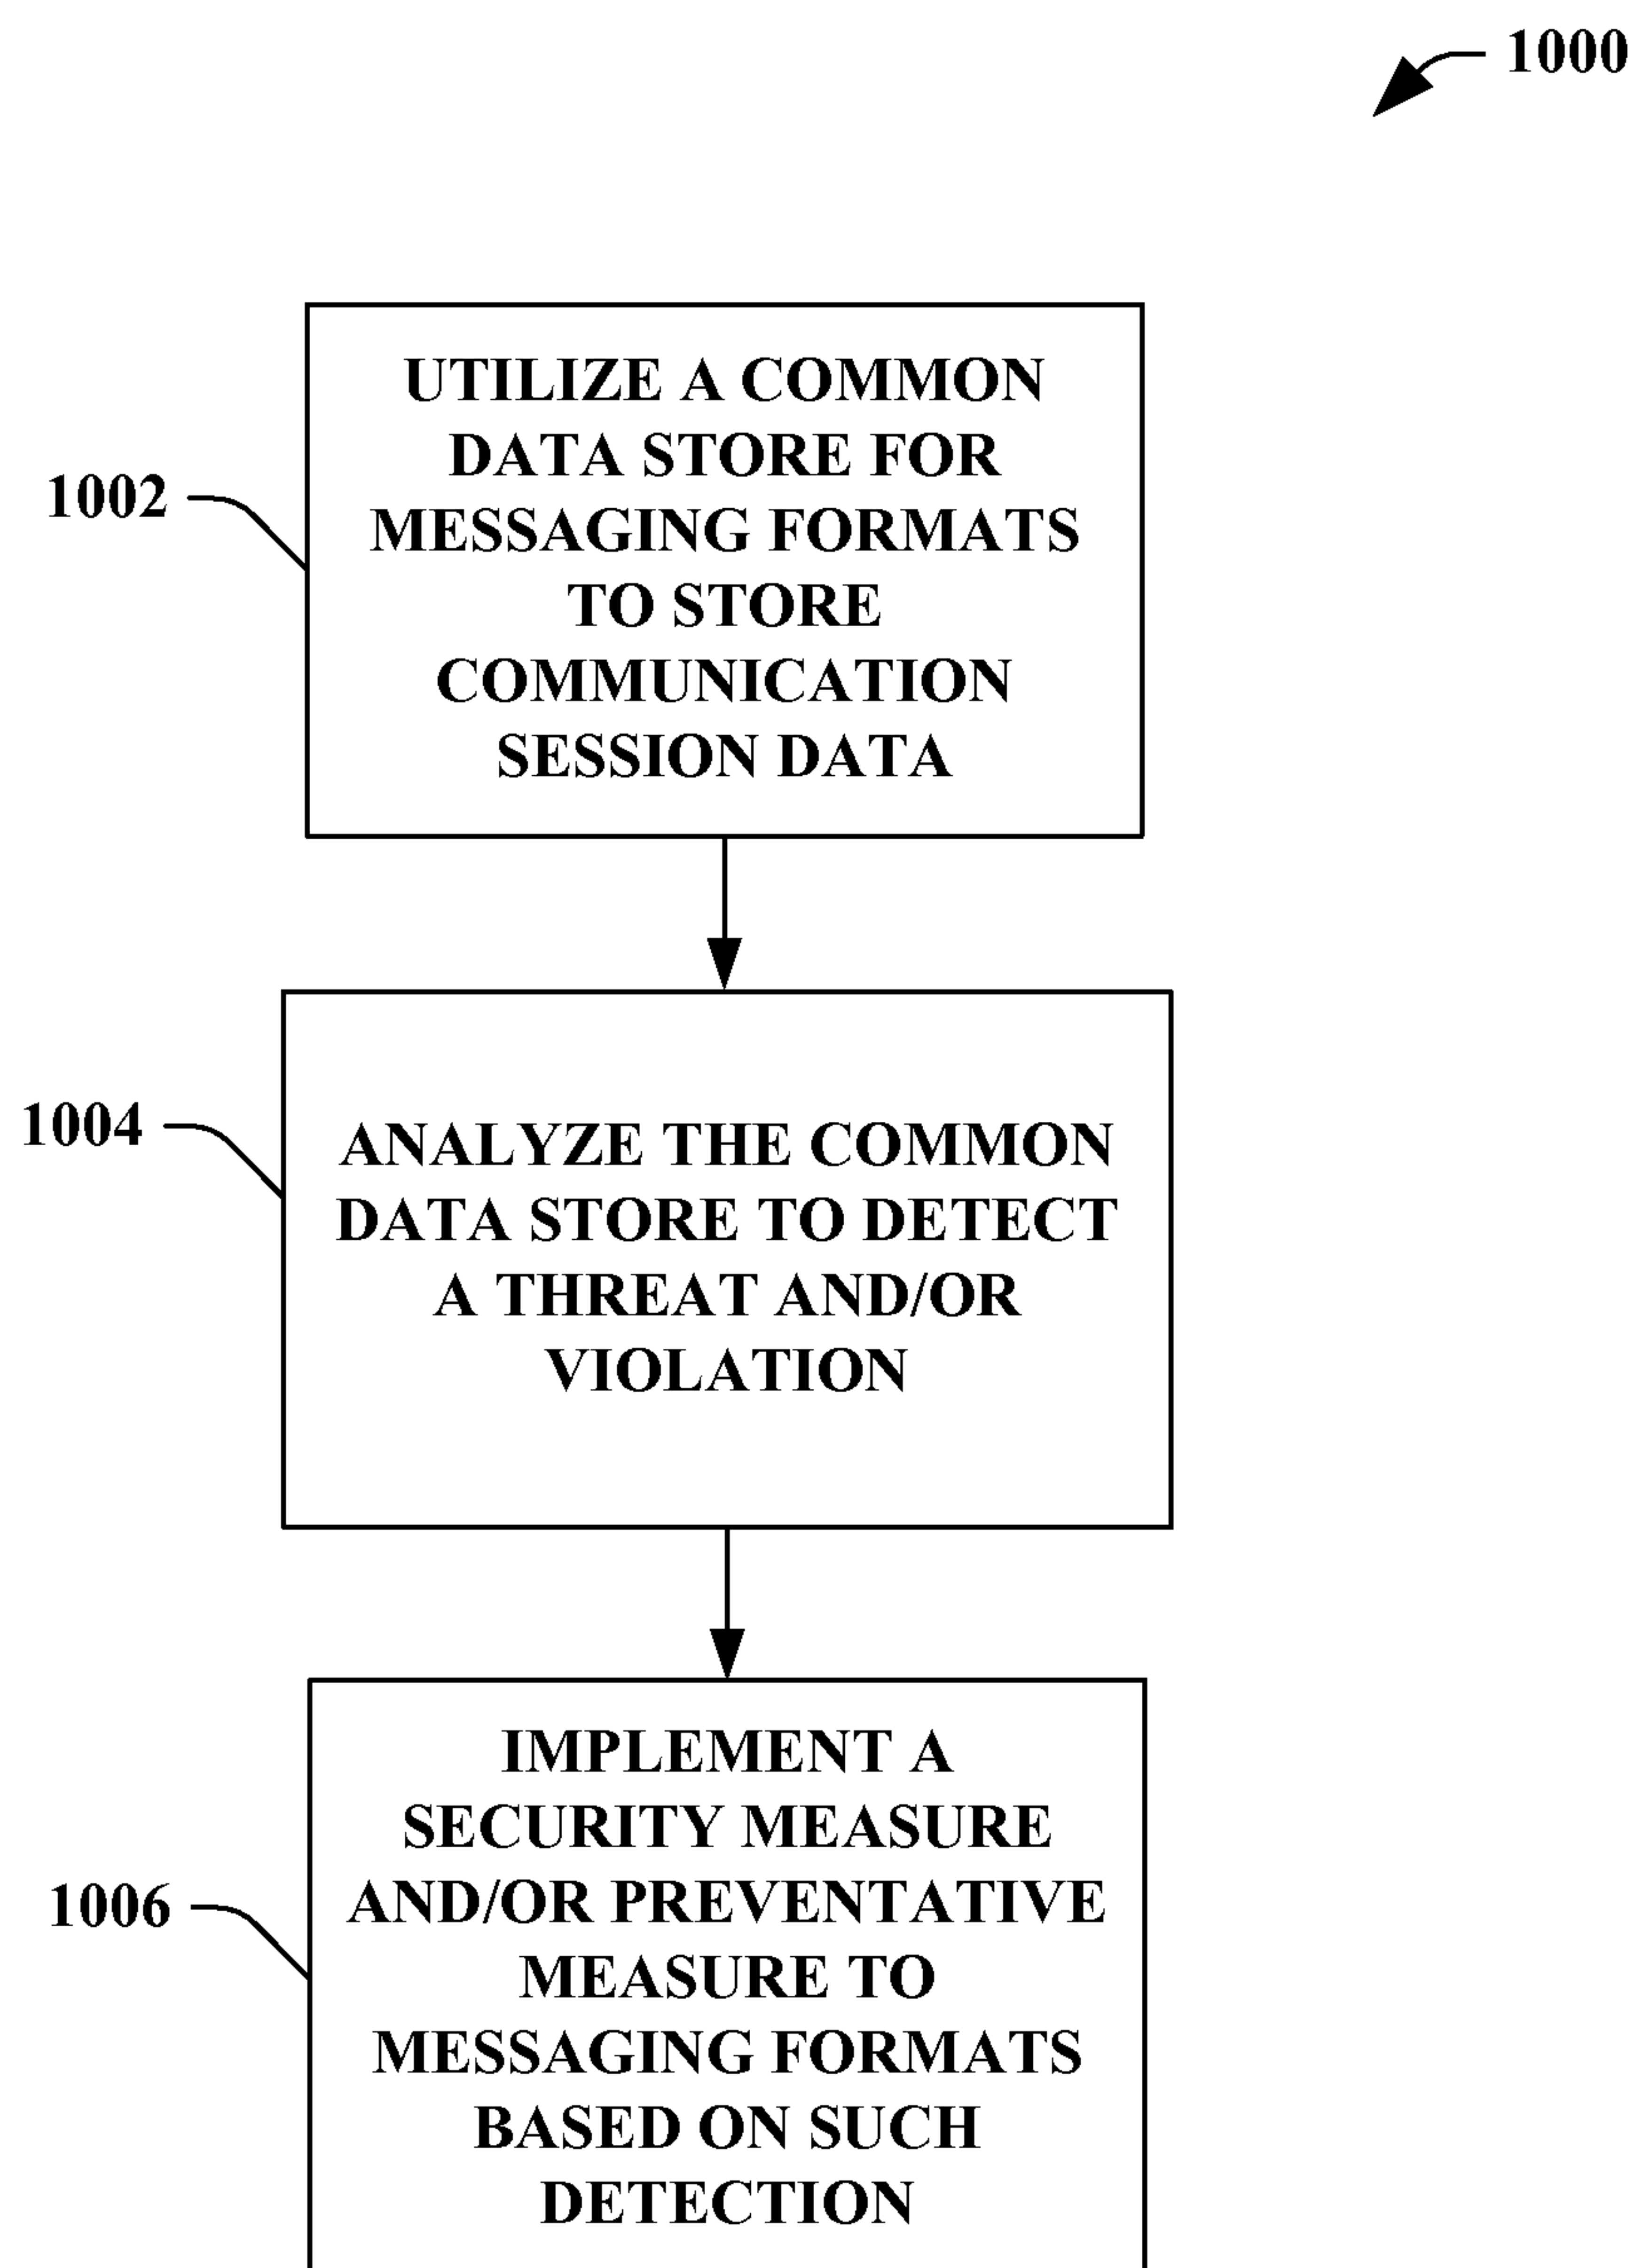 1000
UTILIZE A COMMON
DATA STORE FOR
MESSAGING FORMATS
TO STORE
COMMUNICATION
SESSION DATA
1002
ANALYZE THE COMMON
DATA STORE TO DETECT
A THREAT AND/OR
VIOLATION
1004
IMPLEMENT A
SECURITY MEASURE
AND/OR PREVENTATIVE
MEASURE TO
MESSAGING FORMATS
BASED ON SUCH
DETECTION
1006